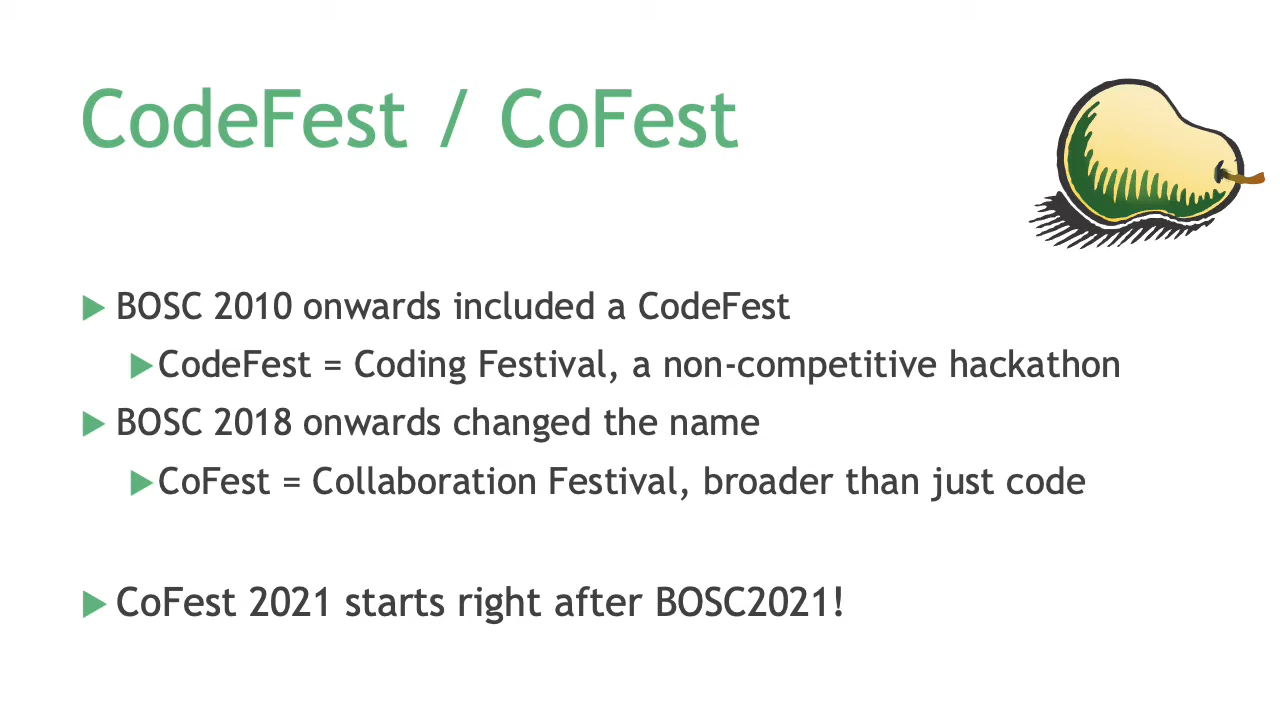 CodeFest / CoFest
BOSC 2010 onwards included a CodeFest
CodeFest = Coding Festival, a non-competitive hackathon
BOSC 2018 onwards changed the name
CoFest = Collaboration Festival, broader than just code
CoFest 2021 starts right after BOSC2021!